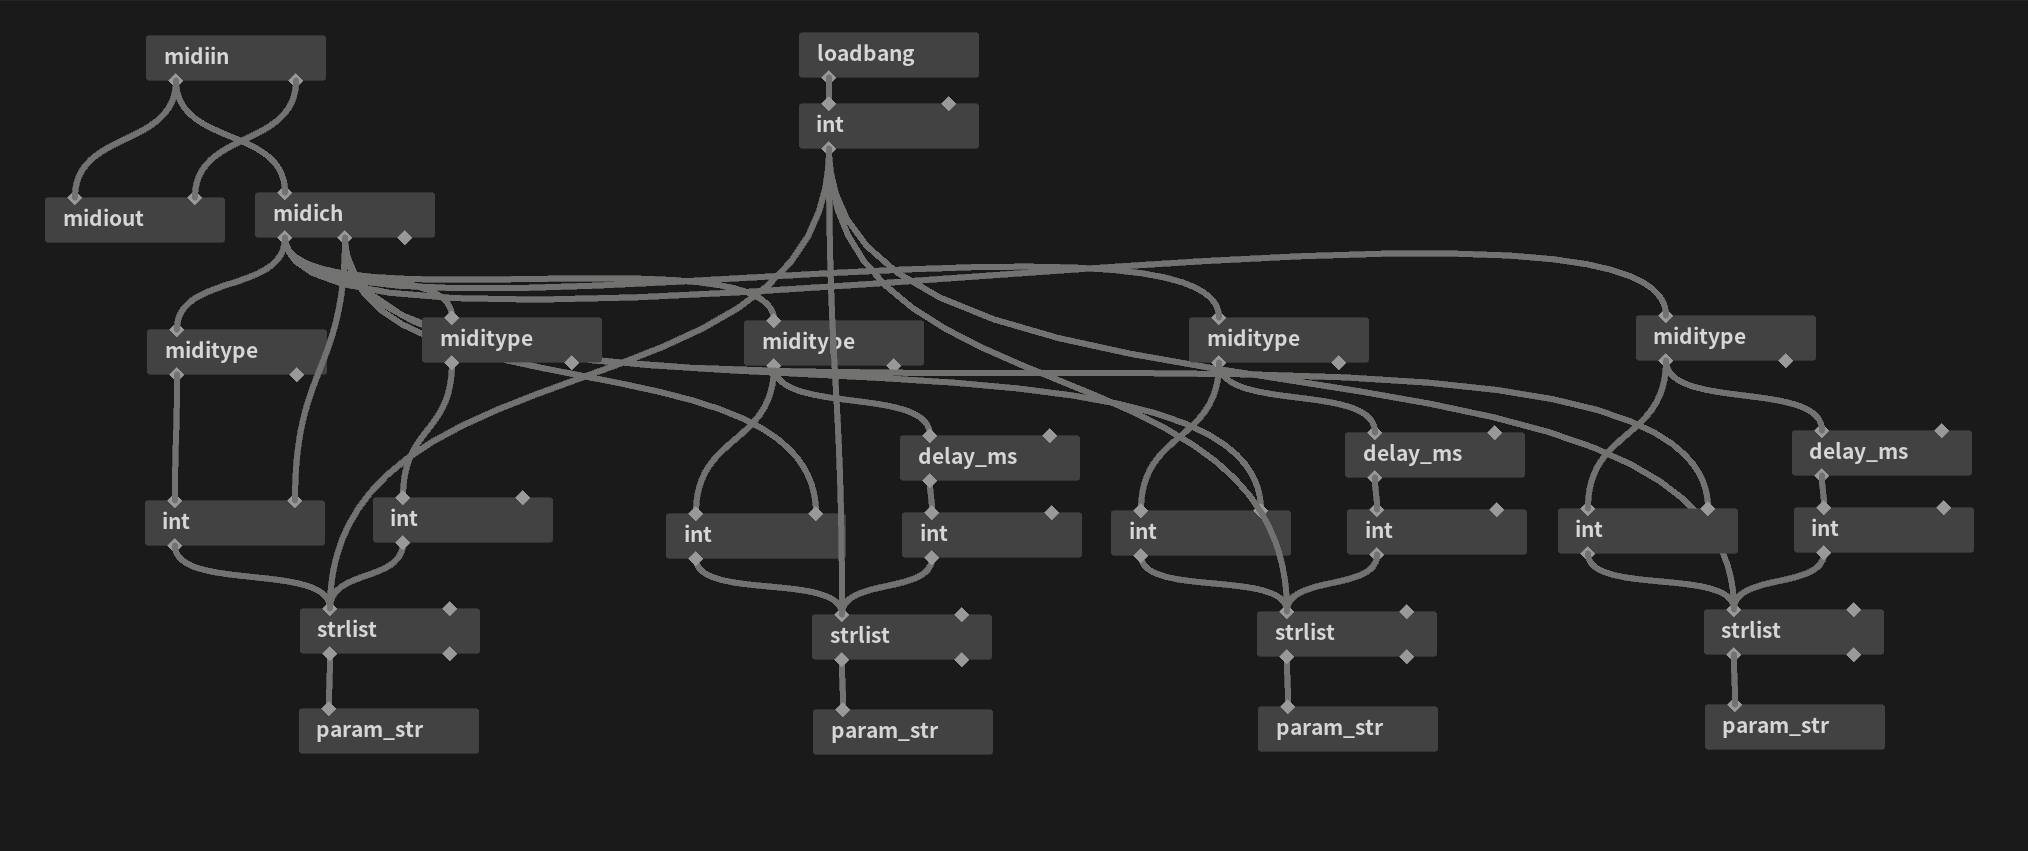 midiin
loadbang
int
midiout
midich
miditype
miditype
miditype
miditype
miditype
delay_ms
delay_ms
delay_ms
int
int
int
int
int
int
int
int
strlist
strlist
strlist
strlist
param_str
param_str
param_str
param_str